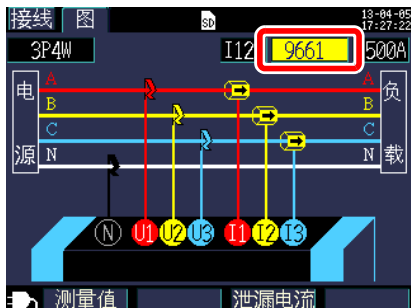 接线 图 SD 13-04-05
17:27:22
3P4W I12 9661 500A
电 A A 负
B B
C C
源 N N 载
N U1 U2 U3 I1 I2 I3
测量值 泄漏电流